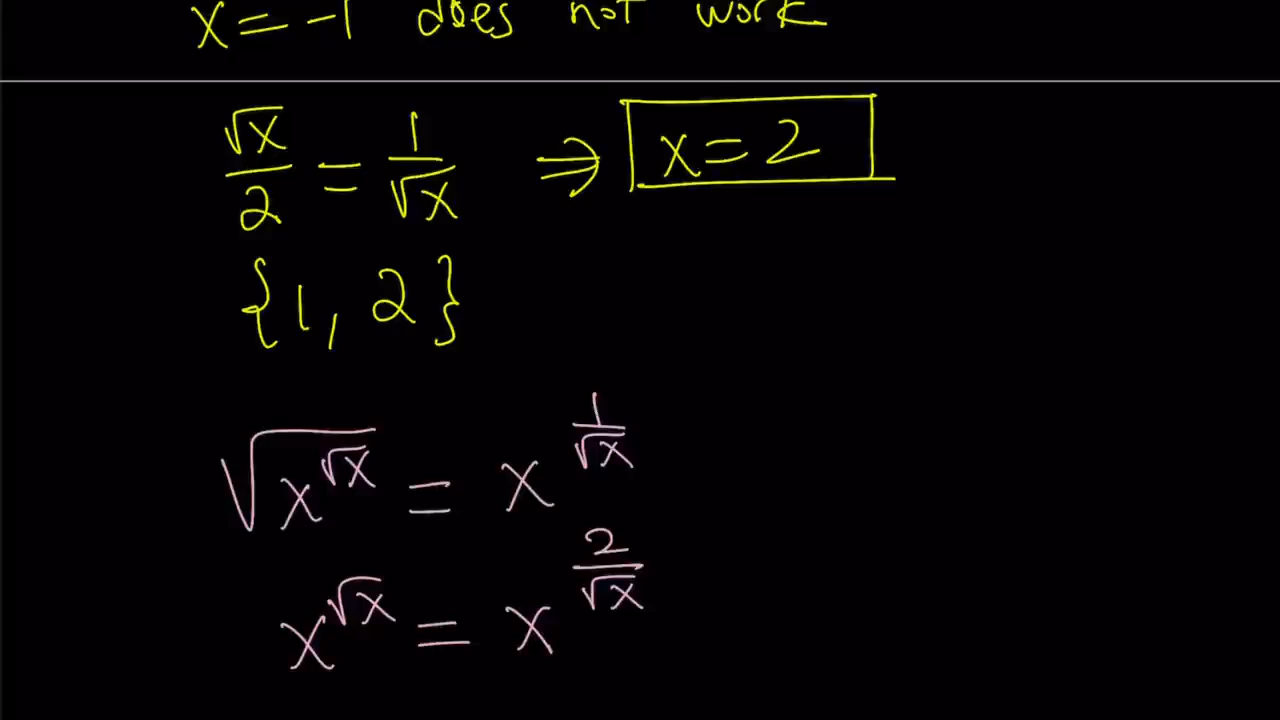 x = -1 does not work
√x/2 = 1/√x ⇒ x = 2
{1, 2}
√(x^√x) = x^(1/√x)
x^√x = x^(2/√x)